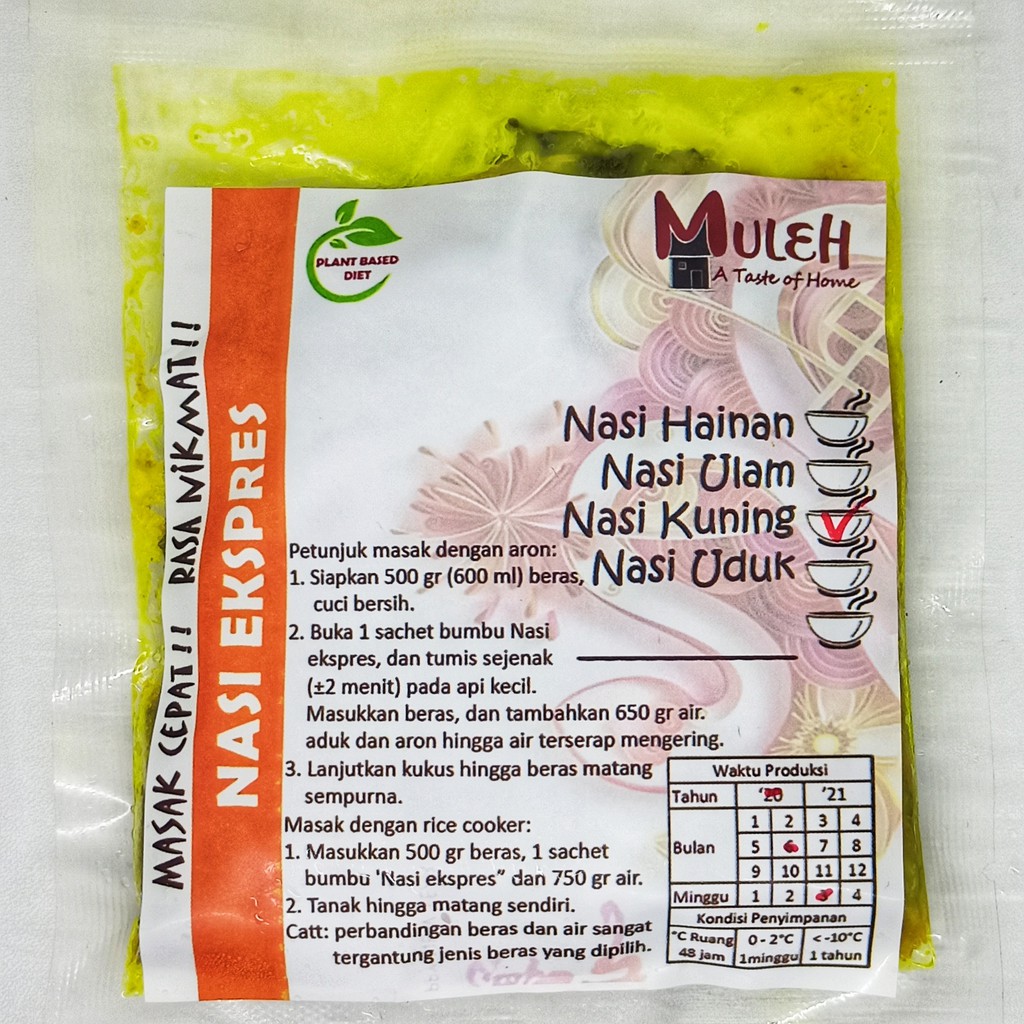 MASAK CEPAT!! RASA NIKMAT!!
NASI EKSPRES
PLANT BASED
DIET
MULEH
A Taste of Home
Nasi Hainan
Nasi Ulam
Nasi Kuning
Nasi Uduk
Petunjuk masak dengan aron:
1. Siapkan 500 gr (600 ml) beras,
cuci bersih.
2. Buka 1 sachet bumbu Nasi
ekspres, dan tumis sejenak
(±2 menit) pada api kecil.
Masukkan beras, dan tambahkan 650 gr air.
aduk dan aron hingga air terserap mengering.
3. Lanjutkan kukus hingga beras matang
sempurna.
Masak dengan rice cooker:
1. Masukkan 500 gr beras, 1 sachet
bumbu 'Nasi ekspres” dan 750 gr air.
2. Tanak hingga matang sendiri.
Catt: perbandingan beras dan air sangat
tergantung jenis beras yang dipilih.
Waktu Produksi
Tahun '20 '21
1 2 3 4
Bulan 5 7 8
9 10 11 12
Minggu 1 2 4
Kondisi Penyimpanan
°C Ruang 0 - 2°C < -10°C
48 jam 1minggu 1 tahun